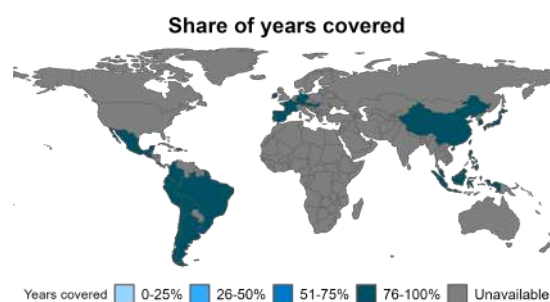 Share of years covered
Years covered 0-25% 26-50% 51-75% 76-100% Unavailable